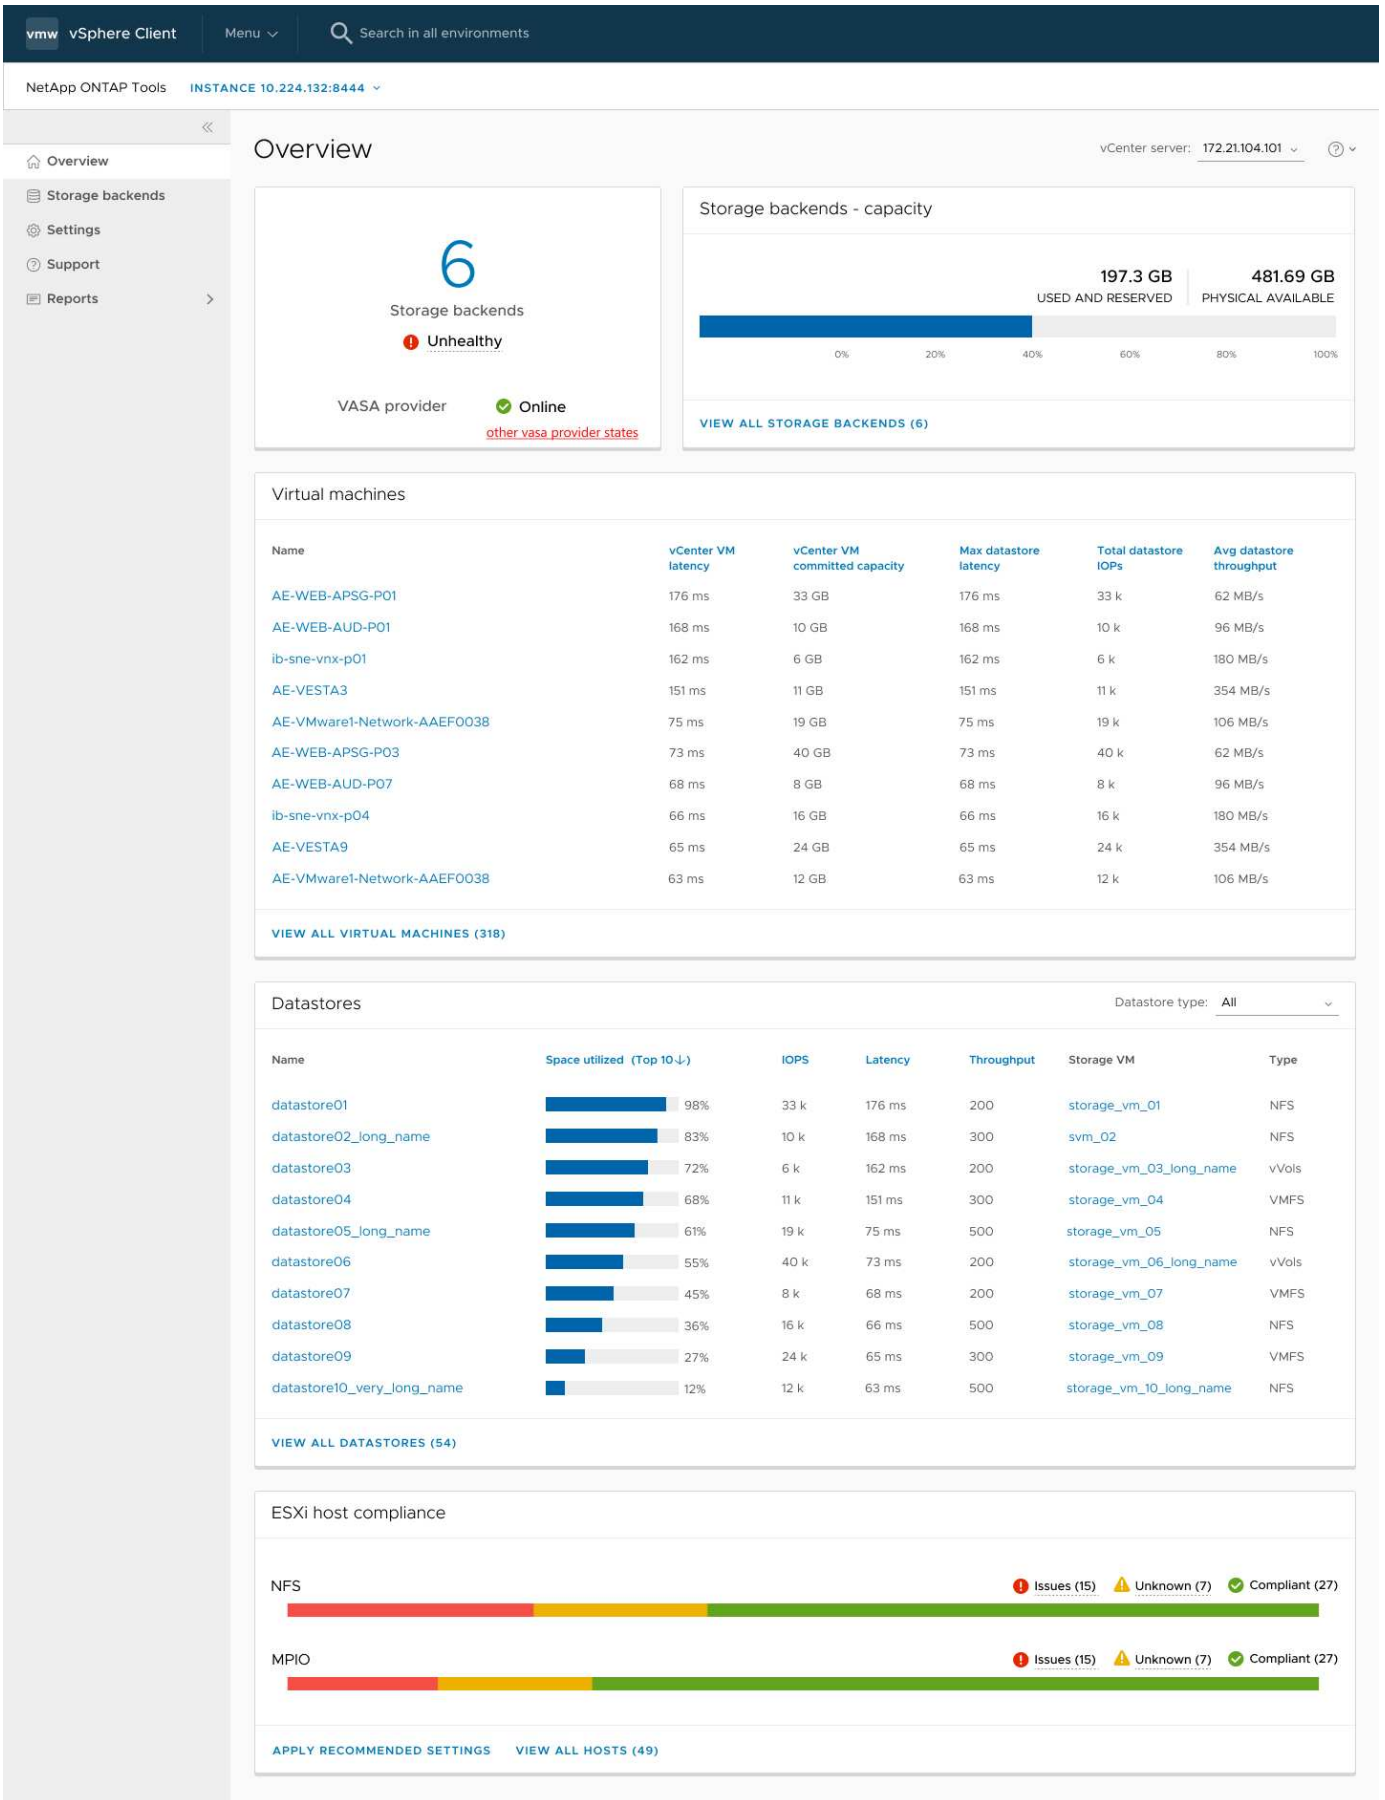 vmw vSphere Client Menu Search in all environments
NetApp ONTAP Tools INSTANCE 10.224.132:8444
Overview
Storage backends
Settings
Support
Reports
Overview
vCenter server: 172.21.104.101
6
Storage backends
Unhealthy
VASA provider Online
other vasa provider states
Storage backends - capacity
197.3 GB 481.69 GB
USED AND RESERVED PHYSICAL AVAILABLE
0% 20% 40% 60% 80% 100%
VIEW ALL STORAGE BACKENDS (6)
Virtual machines
Name vCenter VM latency vCenter VM committed capacity Max datastore latency Total datastore IOPs Avg datastore throughput
AE-WEB-APSG-P01 176 ms 33 GB 176 ms 33 k 62 MB/s
AE-WEB-AUD-P01 168 ms 10 GB 168 ms 10 k 96 MB/s
ib-sne-vnx-p01 162 ms 6 GB 162 ms 6 k 180 MB/s
AE-VESTA3 151 ms 11 GB 151 ms 11 k 354 MB/s
AE-VMware1-Network-AAEF0038 75 ms 19 GB 75 ms 19 k 106 MB/s
AE-WEB-APSG-P03 73 ms 40 GB 73 ms 40 k 62 MB/s
AE-WEB-AUD-P07 68 ms 8 GB 68 ms 8 k 96 MB/s
ib-sne-vnx-p04 66 ms 16 GB 66 ms 16 k 180 MB/s
AE-VESTA9 65 ms 24 GB 65 ms 24 k 354 MB/s
AE-VMware1-Network-AAEF0038 63 ms 12 GB 63 ms 12 k 106 MB/s
VIEW ALL VIRTUAL MACHINES (318)
Datastores Datastore type: All
Name Space utilized (Top 10↓) IOPS Latency Throughput Storage VM Type
datastore01 98% 33 k 176 ms 200 storage_vm_01 NFS
datastore02_long_name 83% 10 k 168 ms 300 svm_02 NFS
datastore03 72% 6 k 162 ms 200 storage_vm_03_long_name vVols
datastore04 68% 11 k 151 ms 300 storage_vm_04 VMFS
datastore05_long_name 61% 19 k 75 ms 500 storage_vm_05 NFS
datastore06 55% 40 k 73 ms 200 storage_vm_06_long_name vVols
datastore07 45% 8 k 68 ms 200 storage_vm_07 VMFS
datastore08 36% 16 k 66 ms 500 storage_vm_08 NFS
datastore09 27% 24 k 65 ms 300 storage_vm_09 VMFS
datastore10_very_long_name 12% 12 k 63 ms 500 storage_vm_10_long_name NFS
VIEW ALL DATASTORES (54)
ESXi host compliance
NFS Issues (15) Unknown (7) Compliant (27)
MPIO Issues (15) Unknown (7) Compliant (27)
APPLY RECOMMENDED SETTINGS VIEW ALL HOSTS (49)